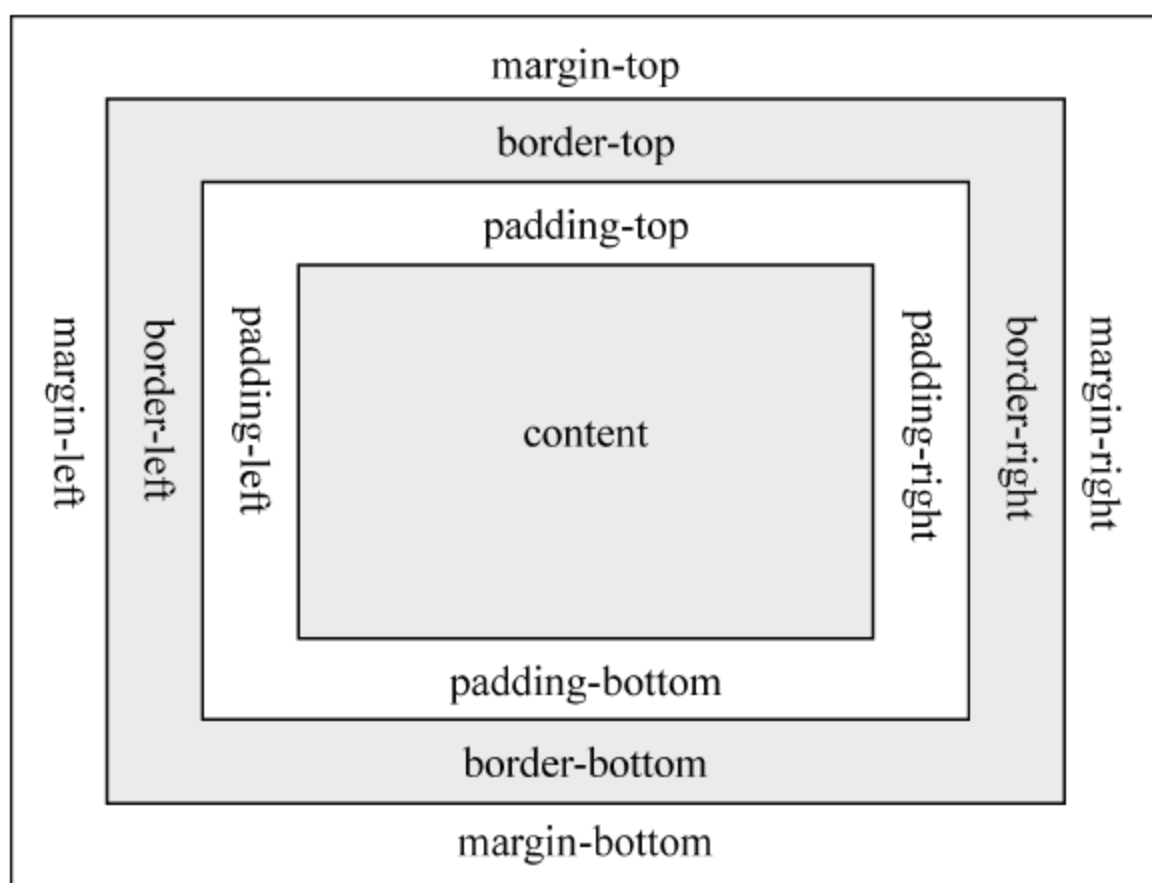 margin-top
border-top
padding-top
margin-left
border-left
padding-left
content
padding-right
border-right
margin-right
padding-bottom
border-bottom
margin-bottom